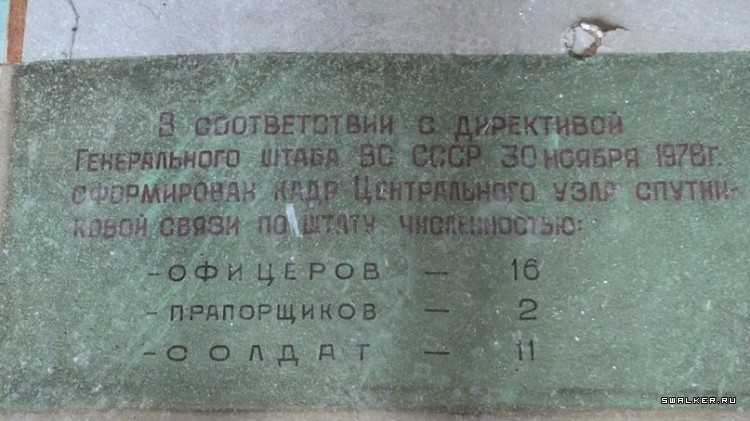 В СООТВЕТСТВИИ С ДИРЕКТИВОЙ
ГЕНЕРАЛЬНОГО ШТАБА ВС СССР 30 НОЯБРЯ 1978Г.
СФОРМИРОВАН КАДР ЦЕНТРАЛЬНОГО УЗЛА СПУТНИ-
КОВОЙ СВЯЗИ ПО ШТАТУ ЧИСЛЕННОСТЬЮ:
- ОФИЦЕРОВ — 16
- ПРАПОРЩИКОВ — 2
- СОЛДАТ — 11
SWALKER.RU